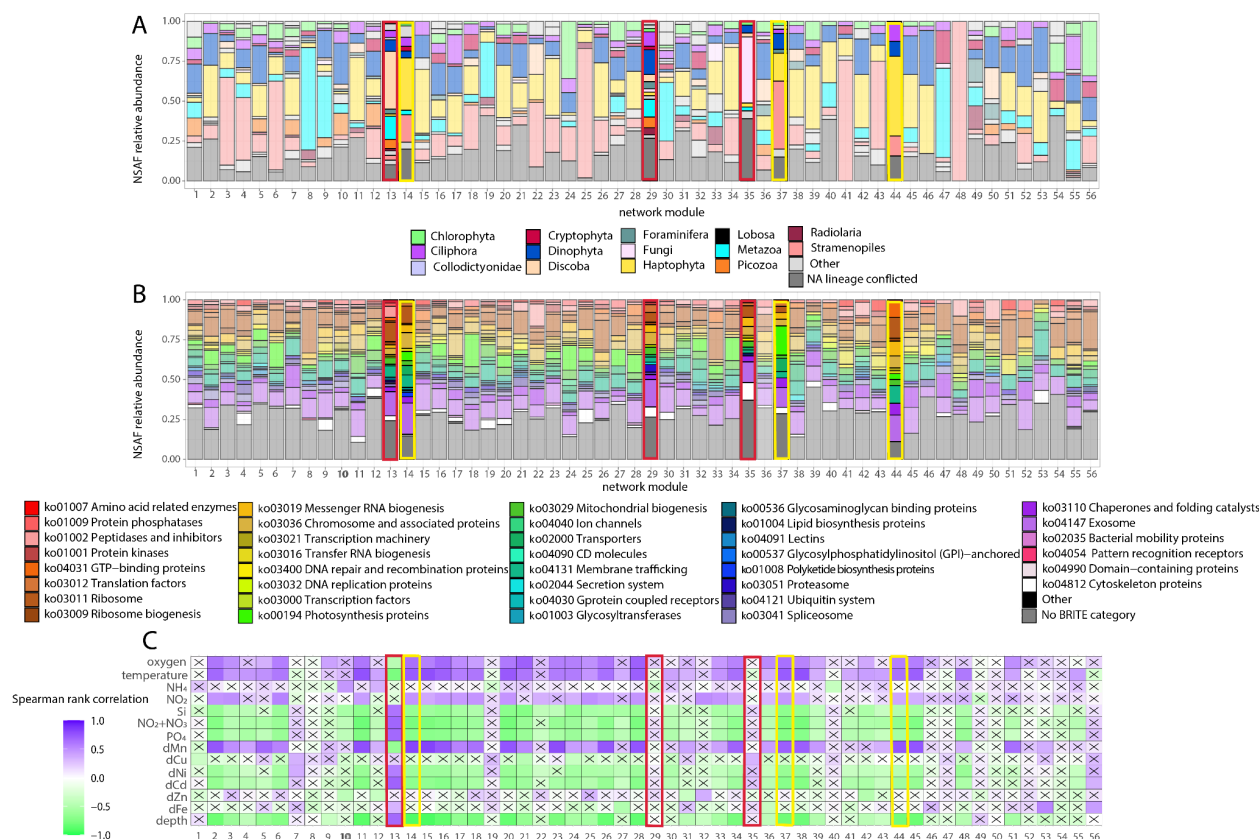 A
NSAF relative abundance
1.00
0.75
0.50
0.25
0.00
1 2 3 4 5 6 7 8 9 10 11 12 13 14 15 16 17 18 19 20 21 22 23 24 25 26 27 28 29 30 31 32 33 34 35 36 37 38 39 40 41 42 43 44 45 46 47 48 49 50 51 52 53 54 55 56
network module
Chlorophyta
Ciliphora
Collodictyonidae
Cryptophyta
Dinophyta
Discoba
Foraminifera
Fungi
Haptophyta
Lobosa
Metazoa
Picozoa
Radiolaria
Stramenopiles
Other
NA lineage conflicted
B
NSAF relative abundance
1.00
0.75
0.50
0.25
0.00
1 2 3 4 5 6 7 8 9 10 11 12 13 14 15 16 17 18 19 20 21 22 23 24 25 26 27 28 29 30 31 32 33 34 35 36 37 38 39 40 41 42 43 44 45 46 47 48 49 50 51 52 53 54 55 56
network module
ko01007 Amino acid related enzymes
ko01009 Protein phosphatases
ko01002 Peptidases and inhibitors
ko01001 Protein kinases
ko04031 GTP-binding proteins
ko03012 Translation factors
ko03011 Ribosome
ko03009 Ribosome biogenesis
ko03019 Messenger RNA biogenesis
ko03036 Chromosome and associated proteins
ko03021 Transcription machinery
ko03016 Transfer RNA biogenesis
ko03400 DNA repair and recombination proteins
ko03032 DNA replication proteins
ko03000 Transcription factors
ko00194 Photosynthesis proteins
ko03029 Mitochondrial biogenesis
ko04040 Ion channels
ko02000 Transporters
ko04090 CD molecules
ko04131 Membrane trafficking
ko02044 Secretion system
ko04030 Gprotein coupled receptors
ko01003 Glycosyltransferases
ko00536 Glycosaminoglycan binding proteins
ko01004 Lipid biosynthesis proteins
ko04091 Lectins
ko00537 Glycosylphosphatidylinositol (GPI)-anchored
ko01008 Polyketide biosynthesis proteins
ko03051 Proteasome
ko04121 Ubiquitin system
ko03041 Spliceosome
ko03110 Chaperones and folding catalysts
ko04147 Exosome
ko02035 Bacterial mobility proteins
ko04054 Pattern recognition receptors
ko04990 Domain-containing proteins
ko04812 Cytoskeleton proteins
Other
No BRITE category
C
Spearman rank correlation
1.0
0.5
0.0
−0.5
−1.0
oxygen
temperature
NH₄
NO₂
Si
NO₂+NO₃
PO₄
dMn
dCu
dNi
dCd
dZn
dFe
depth
1 2 3 4 5 6 7 8 9 10 11 12 13 14 15 16 17 18 19 20 21 22 23 24 25 26 27 28 29 30 31 32 33 34 35 36 37 38 39 40 41 42 43 44 45 46 47 48 49 50 51 52 53 54 55 56